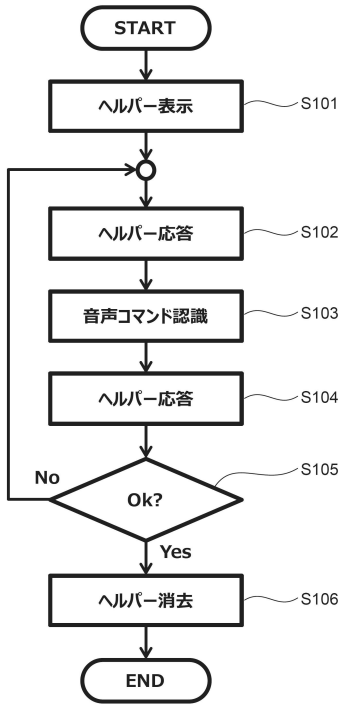 START
ヘルパー表示
S101
ヘルパー応答
S102
音声コマンド認識
S103
ヘルパー応答
S104
S105
No
Ok?
Yes
ヘルパー消去
S106
END